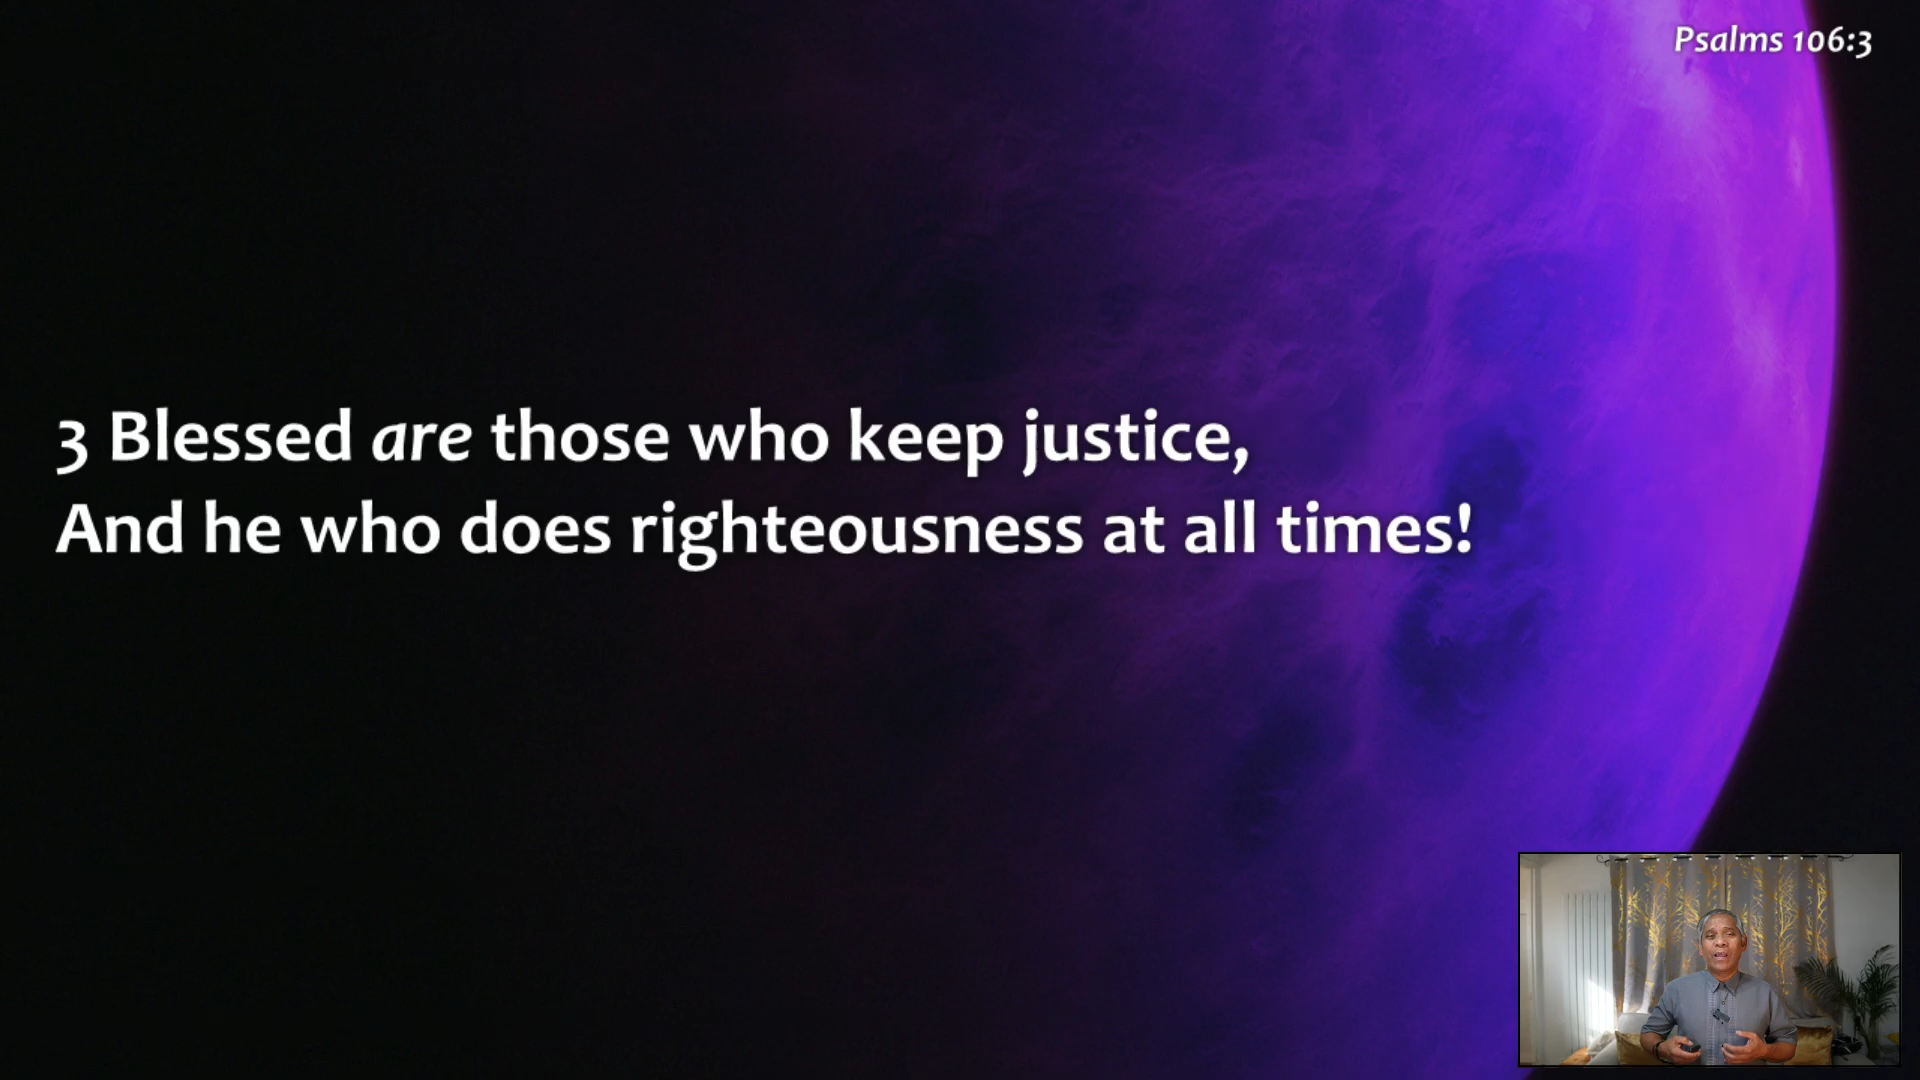 Psalms 106:3
3 Blessed are those who keep justice,
And he who does righteousness at all times!